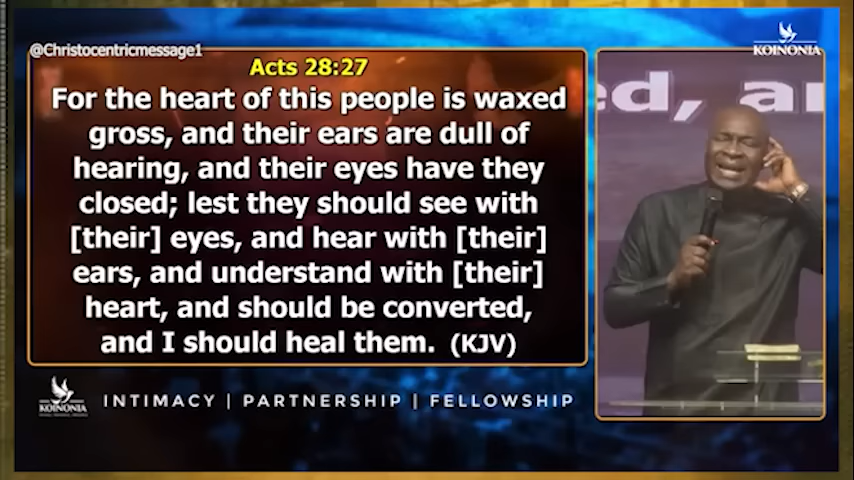 @Christocentricmessage1
Acts 28:27
For the heart of this people is waxed
gross, and their ears are dull of
hearing, and their eyes have they
closed; lest they should see with
[their] eyes, and hear with [their]
ears, and understand with [their]
heart, and should be converted,
and I should heal them. (KJV)
KOINONIA
ed, a
KOINONIA
INTIMACY | PARTNERSHIP | FELLOWSHIP